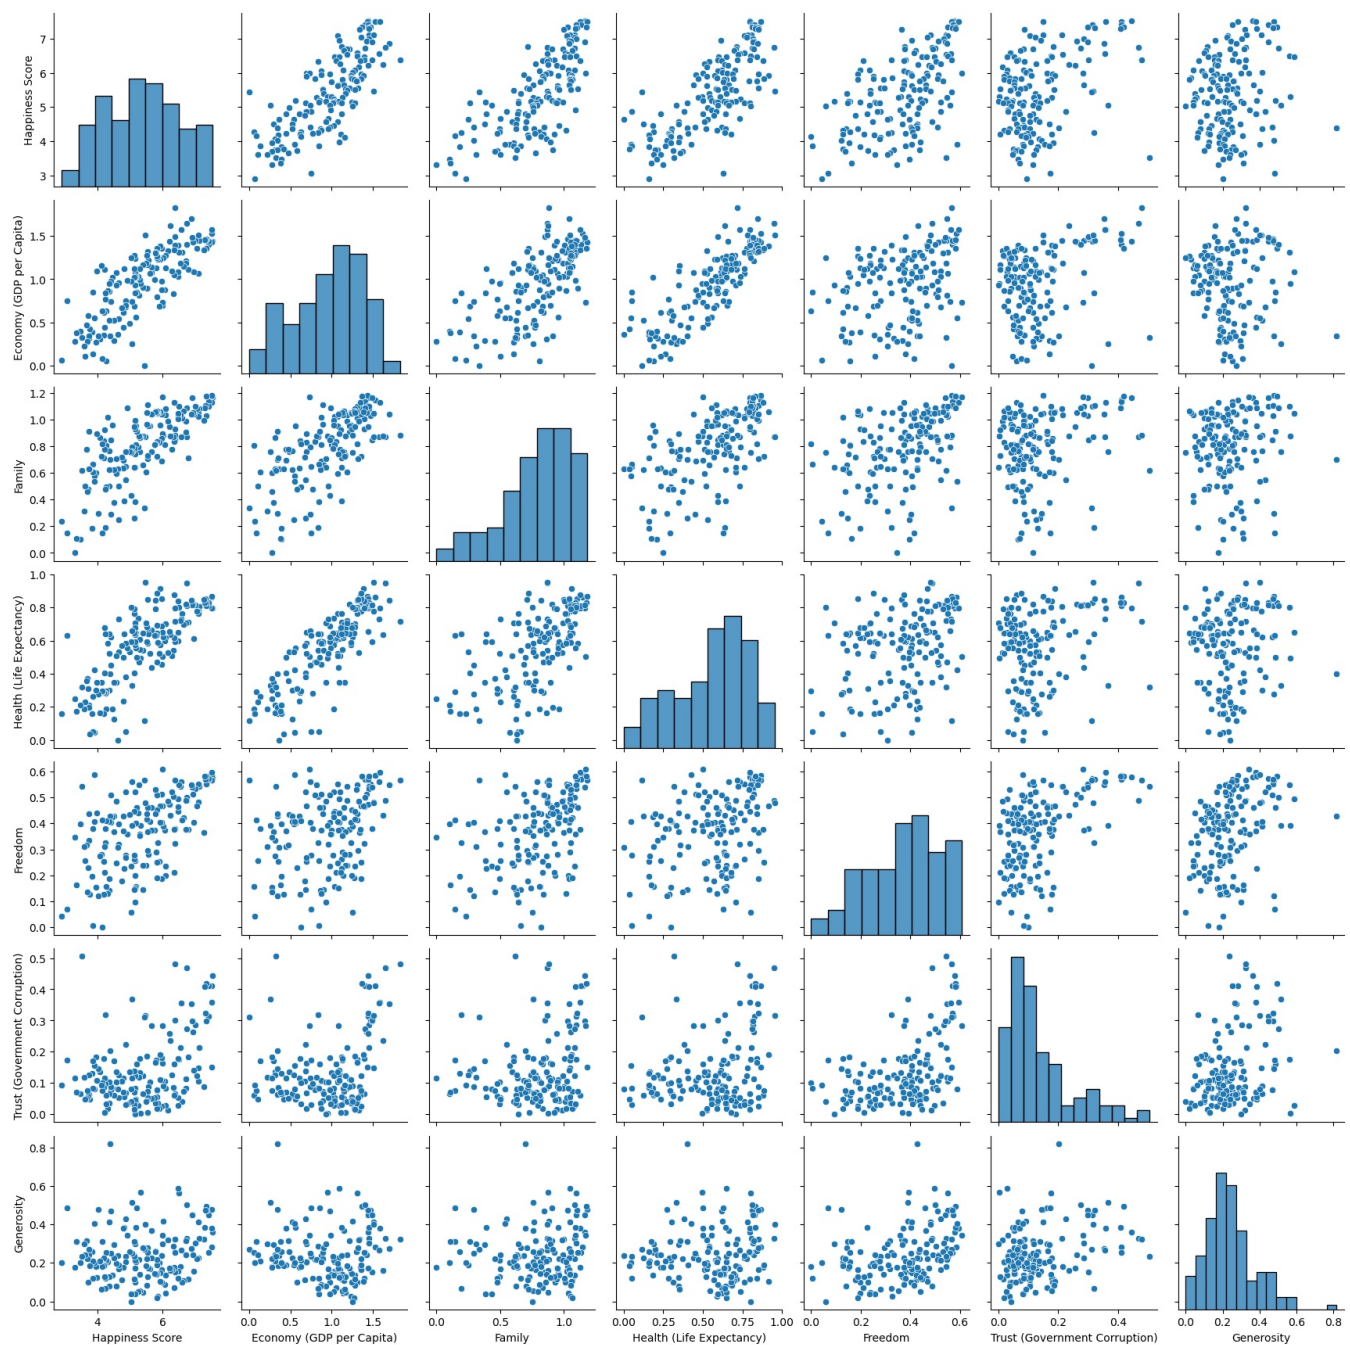 Happiness Score
7
6
5
4
3
Economy (GDP per Capita)
1.5
1.0
0.5
0.0
Family
1.2
1.0
0.8
0.6
0.4
0.2
0.0
Health (Life Expectancy)
1.0
0.8
0.6
0.4
0.2
0.0
Freedom
0.6
0.5
0.4
0.3
0.2
0.1
0.0
Trust (Government Corruption)
0.5
0.4
0.3
0.2
0.1
0.0
Generosity
0.8
0.6
0.4
0.2
0.0
4 6
Happiness Score
0.0 0.5 1.0 1.5
Economy (GDP per Capita)
0.0 0.5 1.0
Family
0.00 0.25 0.50 0.75 1.00
Health (Life Expectancy)
0.0 0.2 0.4 0.6
Freedom
0.0 0.2 0.4
Trust (Government Corruption)
0.0 0.2 0.4 0.6 0.8
Generosity